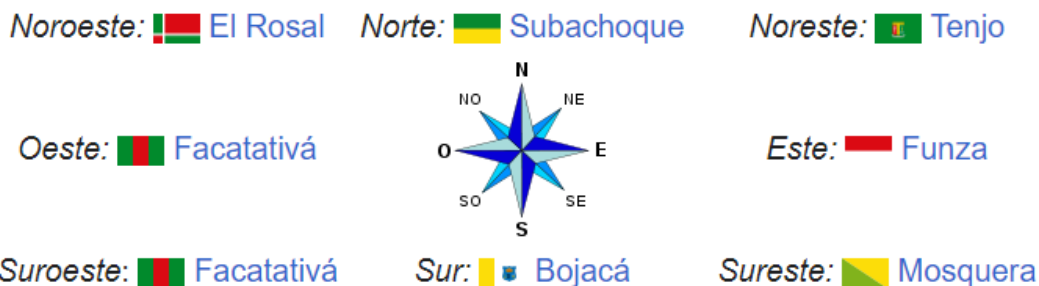 Noroeste: El Rosal Norte: Subachoque Noreste: Tenjo
N
NO NE
Oeste: Facatativá O E Este: Funza
SO SE
S
Suroeste: Facatativá Sur: Bojacá Sureste: Mosquera